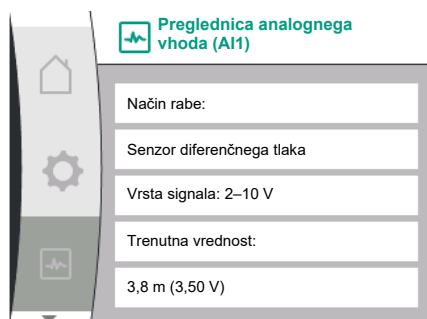 Preglednica analognega
vhoda (AI1)
Način rabe:
Senzor diferenčnega tlaka
Vrsta signala: 2–10 V
Trenutna vrednost:
3,8 m (3,50 V)